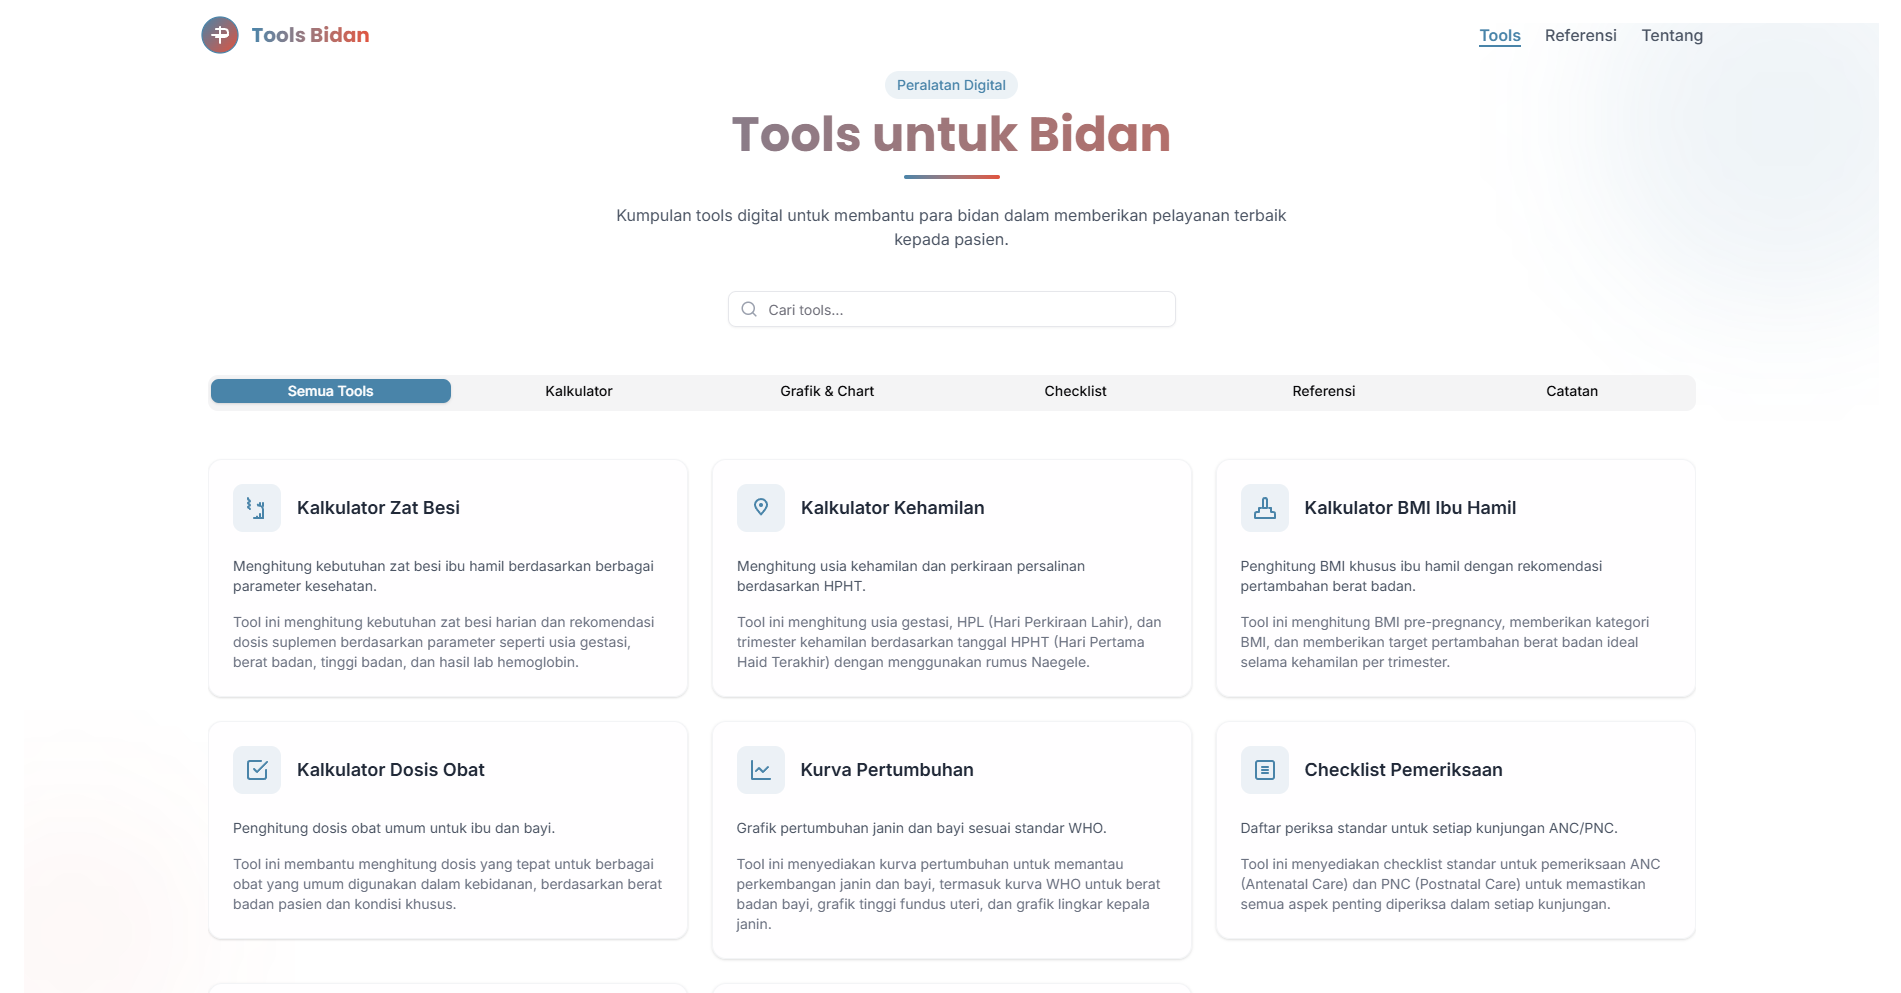 Tools Bidan
Tools
Referensi
Tentang
Peralatan Digital
Tools untuk Bidan
Kumpulan tools digital untuk membantu para bidan dalam memberikan pelayanan terbaik
kepada pasien.
Cari tools...
Semua Tools
Kalkulator
Grafik & Chart
Checklist
Referensi
Catatan
Kalkulator Zat Besi
Menghitung kebutuhan zat besi ibu hamil berdasarkan berbagai
parameter kesehatan.
Tool ini menghitung kebutuhan zat besi harian dan rekomendasi
dosis suplemen berdasarkan parameter seperti usia gestasi,
berat badan, tinggi badan, dan hasil lab hemoglobin.
Kalkulator Kehamilan
Menghitung usia kehamilan dan perkiraan persalinan
berdasarkan HPHT.
Tool ini menghitung usia gestasi, HPL (Hari Perkiraan Lahir), dan
trimester kehamilan berdasarkan tanggal HPHT (Hari Pertama
Haid Terakhir) dengan menggunakan rumus Naegele.
Kalkulator BMI Ibu Hamil
Penghitung BMI khusus ibu hamil dengan rekomendasi
pertambahan berat badan.
Tool ini menghitung BMI pre-pregnancy, memberikan kategori
BMI, dan memberikan target pertambahan berat badan ideal
selama kehamilan per trimester.
Kalkulator Dosis Obat
Penghitung dosis obat umum untuk ibu dan bayi.
Tool ini membantu menghitung dosis yang tepat untuk berbagai
obat yang umum digunakan dalam kebidanan, berdasarkan berat
badan pasien dan kondisi khusus.
Kurva Pertumbuhan
Grafik pertumbuhan janin dan bayi sesuai standar WHO.
Tool ini menyediakan kurva pertumbuhan untuk memantau
perkembangan janin dan bayi, termasuk kurva WHO untuk berat
badan bayi, grafik tinggi fundus uteri, dan grafik lingkar kepala
janin.
Checklist Pemeriksaan
Daftar periksa standar untuk setiap kunjungan ANC/PNC.
Tool ini menyediakan checklist standar untuk pemeriksaan ANC
(Antenatal Care) dan PNC (Postnatal Care) untuk memastikan
semua aspek penting diperiksa dalam setiap kunjungan.